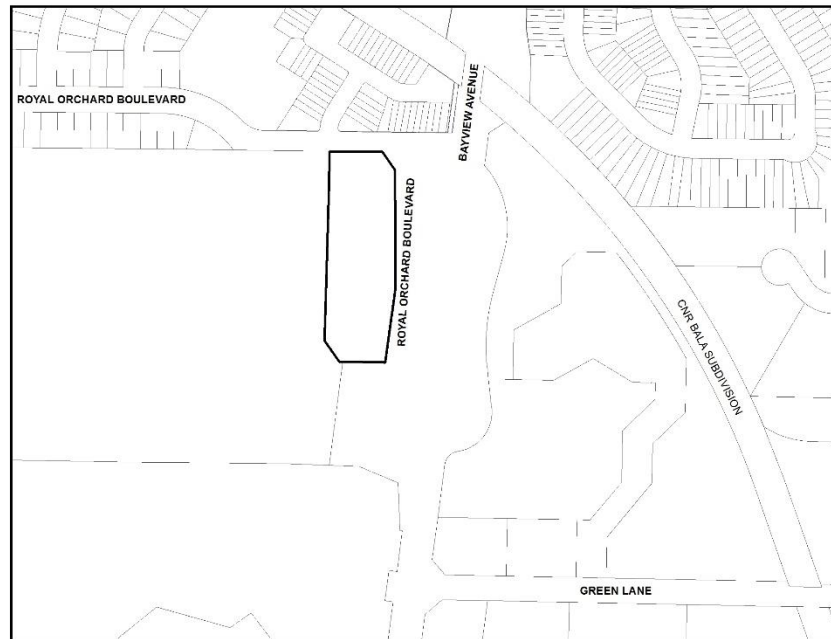 ROYAL ORCHARD BOULEVARD
BAYVIEW AVENUE
ROYAL ORCHARD BOULEVARD
CNR BALA SUBDIVISION
GREEN LANE